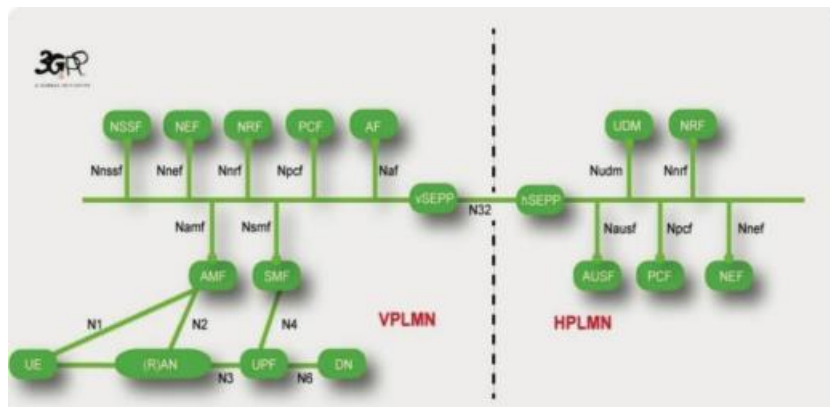 3GPP
A GLOBAL INITIATIVE
NSSF NEF NRF PCF AF UDM NRF
Nnssf Nnef Nnrf Npcf Naf Nudm Nnrf
vSEPP N32 hSEPP
Namf Nsmf Nausf Npcf Nnef
AMF SMF AUSF PCF NEF
N1 N2 N4 VPLMN HPLMN
UE (R)AN N3 UPF N6 DN